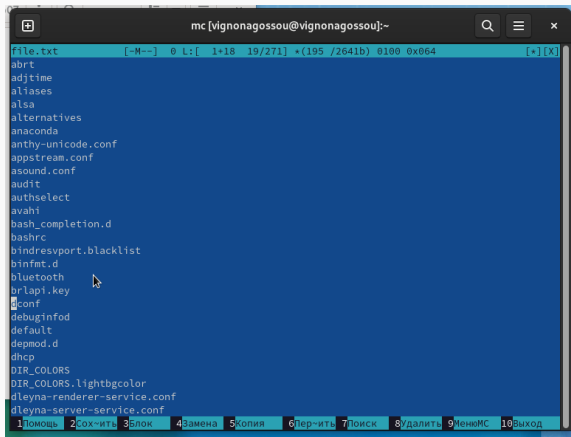 mc [vignonagossou@vignonagossou]:~
file.txt [-M--] 0 L:[ 1+18 19/271] *(195 /2641b) 0100 0x064 [*][X]
abrt
adjtime
aliases
alsa
alternatives
anaconda
anthy-unicode.conf
appstream.conf
asound.conf
audit
authselect
avahi
bash_completion.d
bashrc
bindresvport.blacklist
binfmt.d
bluetooth
brlapi.key
dconf
debuginfod
default
depmod.d
dhcp
DIR_COLORS
DIR_COLORS.lightbgcolor
dleyna-renderer-service.conf
dleyna-server-service.conf
1Помощь 2Сох~ить 3Блок 4Замена 5Копия 6Пер~ить 7Поиск 8Удалить 9МенюMC 10Выход